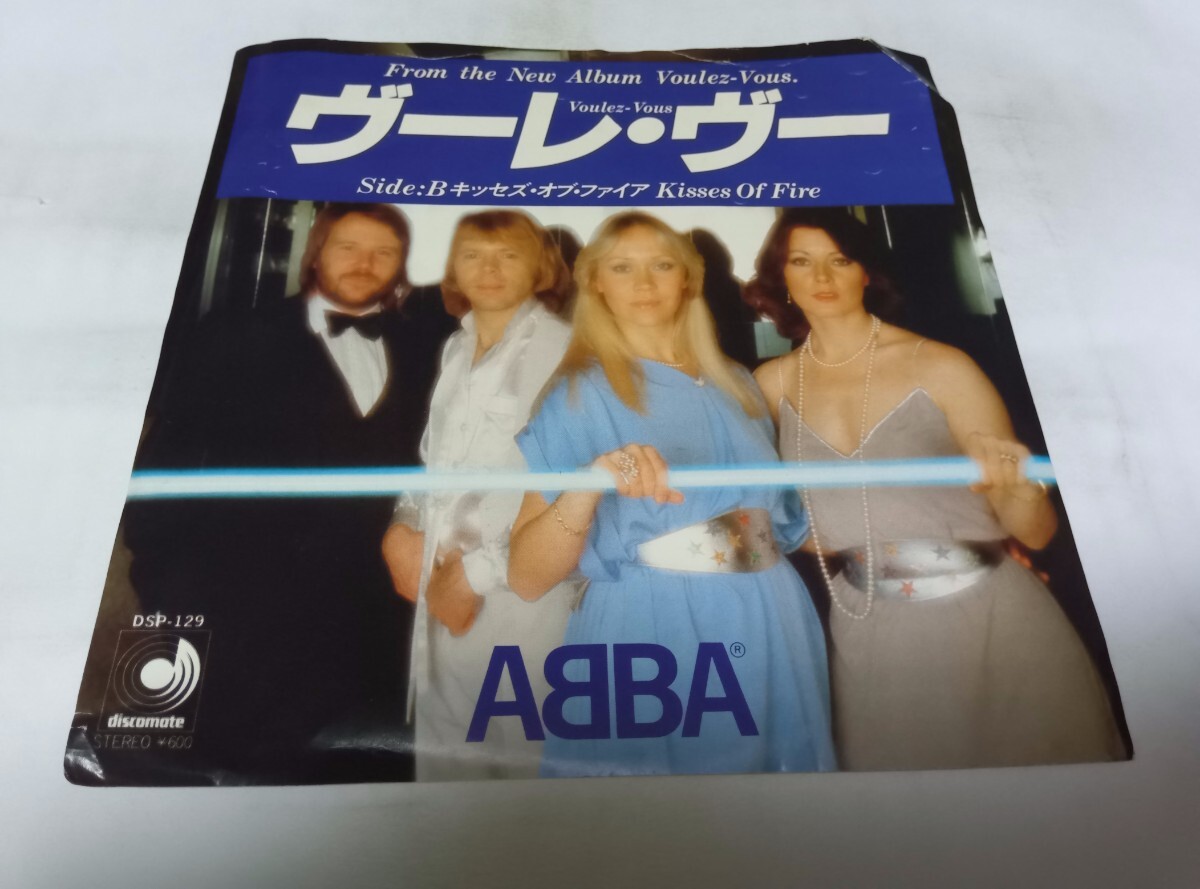 From the New Album Voulez-Vous.
Voulez-Vous
ヴーレ・ヴー
Side:B キッセズ・オブ・ファイア Kisses Of Fire
DSP-129
discomate
STEREO ¥600
ABBA®